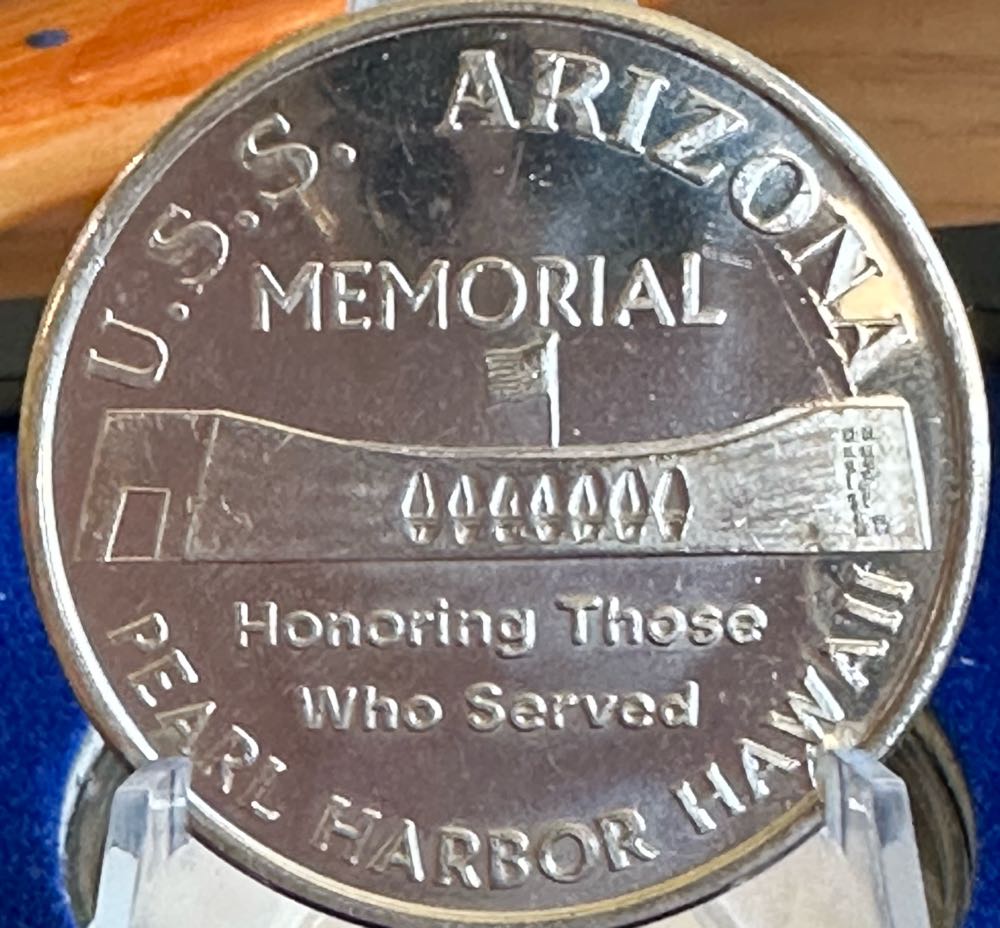 U.S.S. ARIZONA
MEMORIAL
Honoring Those
Who Served
PEARL HARBOR HAWAII